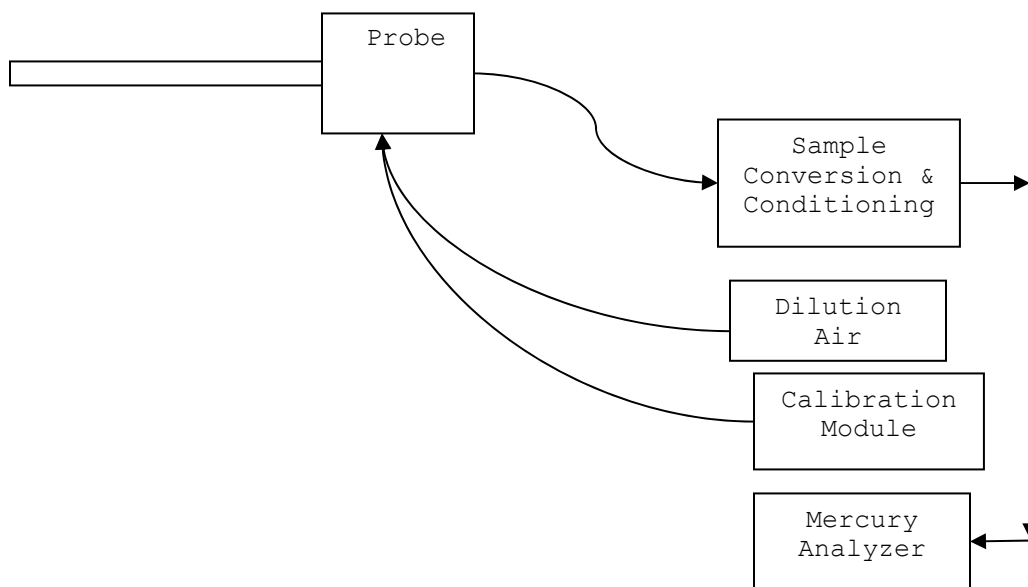 Probe
Sample
Conversion &
Conditioning
Dilution
Air
Calibration
Module
Mercury
Analyzer